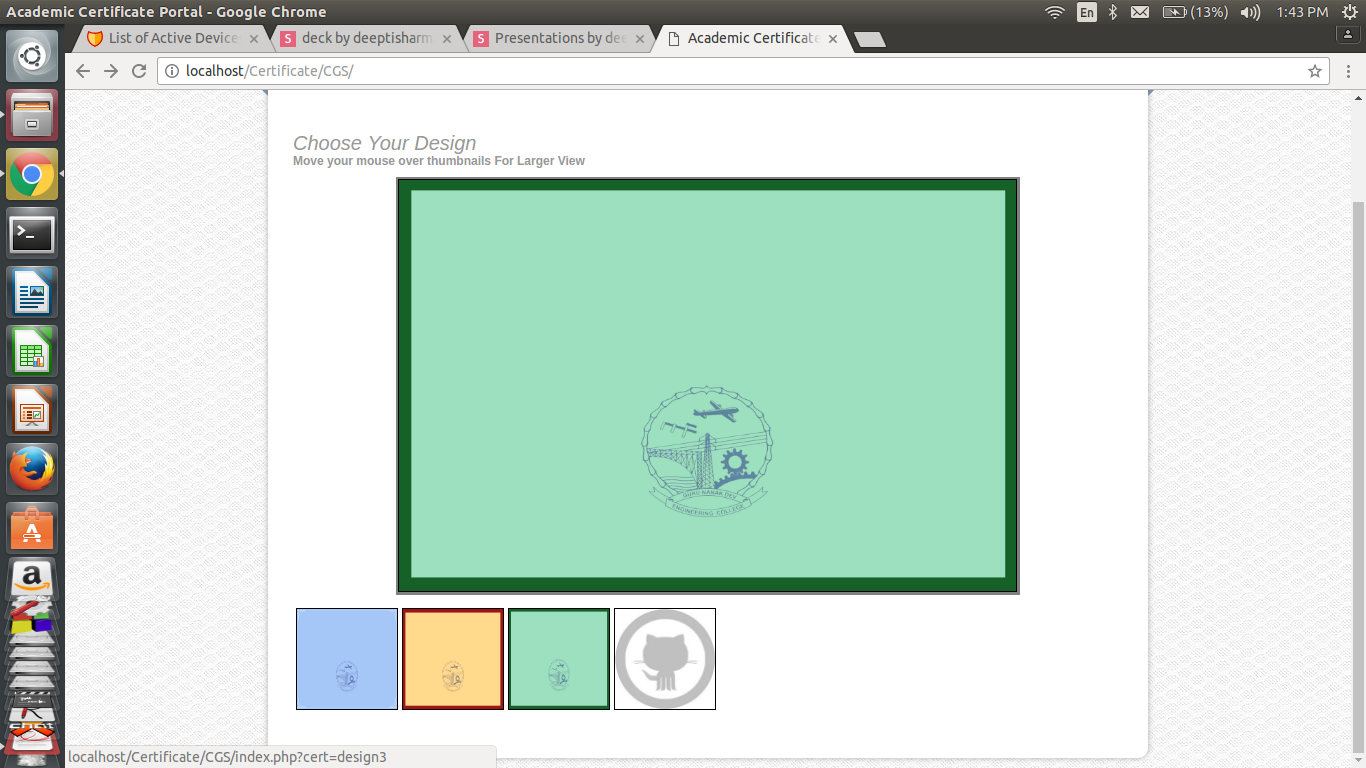 Academic Certificate Portal - Google Chrome
En
(13%)
1:43 PM
List of Active Device
deck by deeptisharm
Presentations by dee
Academic Certificate
localhost/Certificate/CGS/
Choose Your Design
Move your mouse over thumbnails For Larger View
GURU NANAK DEV
ENGINEERING COLLEGE
localhost/Certificate/CGS/index.php?cert=design3